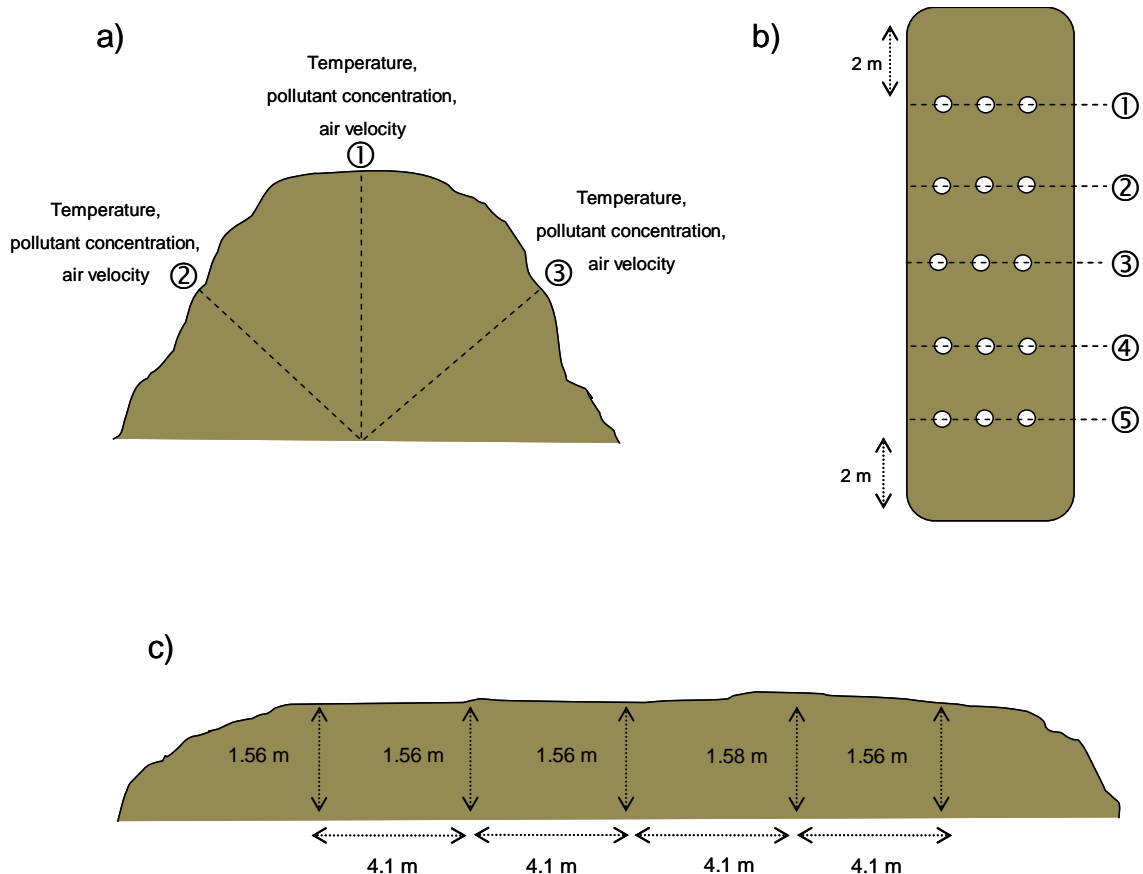 a)
Temperature,
pollutant concentration,
air velocity
①
Temperature,
pollutant concentration,
air velocity ②
Temperature,
pollutant concentration,
③ air velocity
b)
2 m
①
②
③
④
⑤
2 m
c)
1.56 m 1.56 m 1.56 m 1.58 m 1.56 m
4.1 m 4.1 m 4.1 m 4.1 m